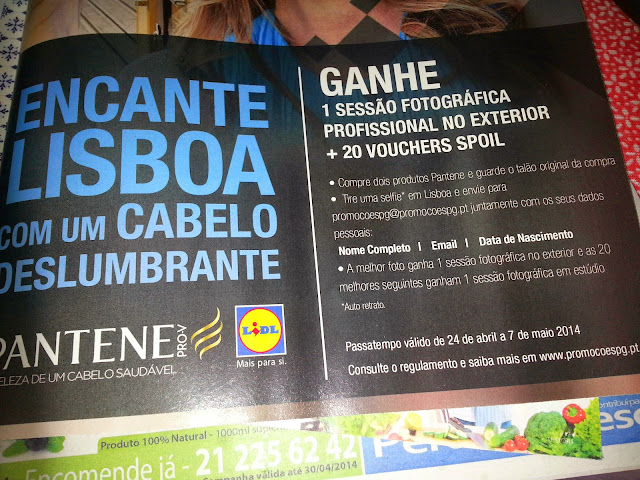 ENCANTE
LISBOA
COM UM CABELO
DESLUMBRANTE
PANTENE
PRO-V
BELEZA DE UM CABELO SAUDÁVEL
LIDL
Mais para si.
GANHE
1 SESSÃO FOTOGRÁFICA
PROFISSIONAL NO EXTERIOR
+ 20 VOUCHERS SPOIL
• Compre dois produtos Pantene e guarde o talão original da compra
• Tire uma selfie* em Lisboa e envie para
promocoespg@promocoespg.pt juntamente com os seus dados
pessoais:
Nome Completo | Email | Data de Nascimento
• A melhor foto ganha 1 sessão fotográfica no exterior e as 20
melhores seguintes ganham 1 sessão fotográfica em estúdio
*Auto retrato.
Passatempo válido de 24 de abril a 7 de maio 2014
Consulte o regulamento e saiba mais em www.promocoespg.pt
Produto 100% Natural - 1000ml
Encomende já - 21 225 62 42
Campanha válida até 30/04/2014